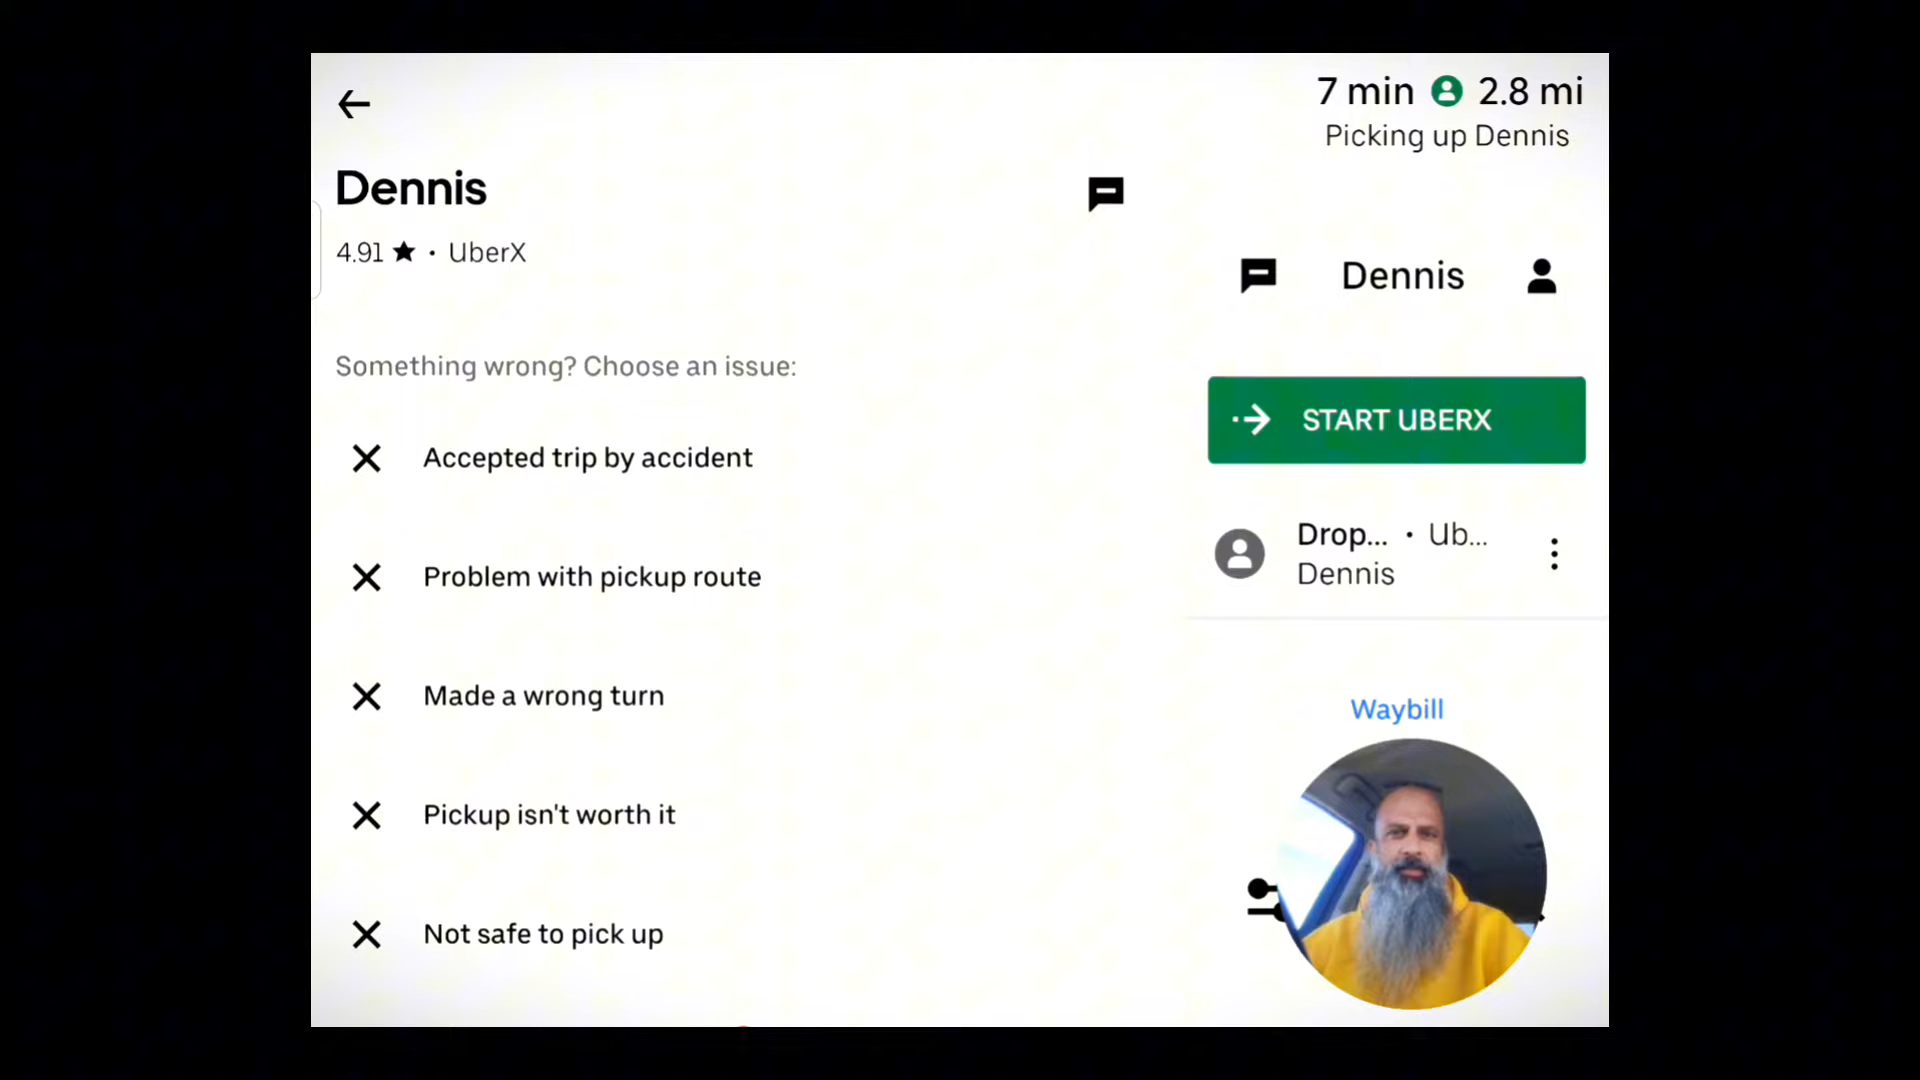 7 min 2.8 mi
Picking up Dennis
Dennis
4.91 ★ • UberX
Something wrong? Choose an issue:
Accepted trip by accident
Problem with pickup route
Made a wrong turn
Pickup isn't worth it
Not safe to pick up
Dennis
START UBERX
Drop... • Ub...
Dennis
Waybill